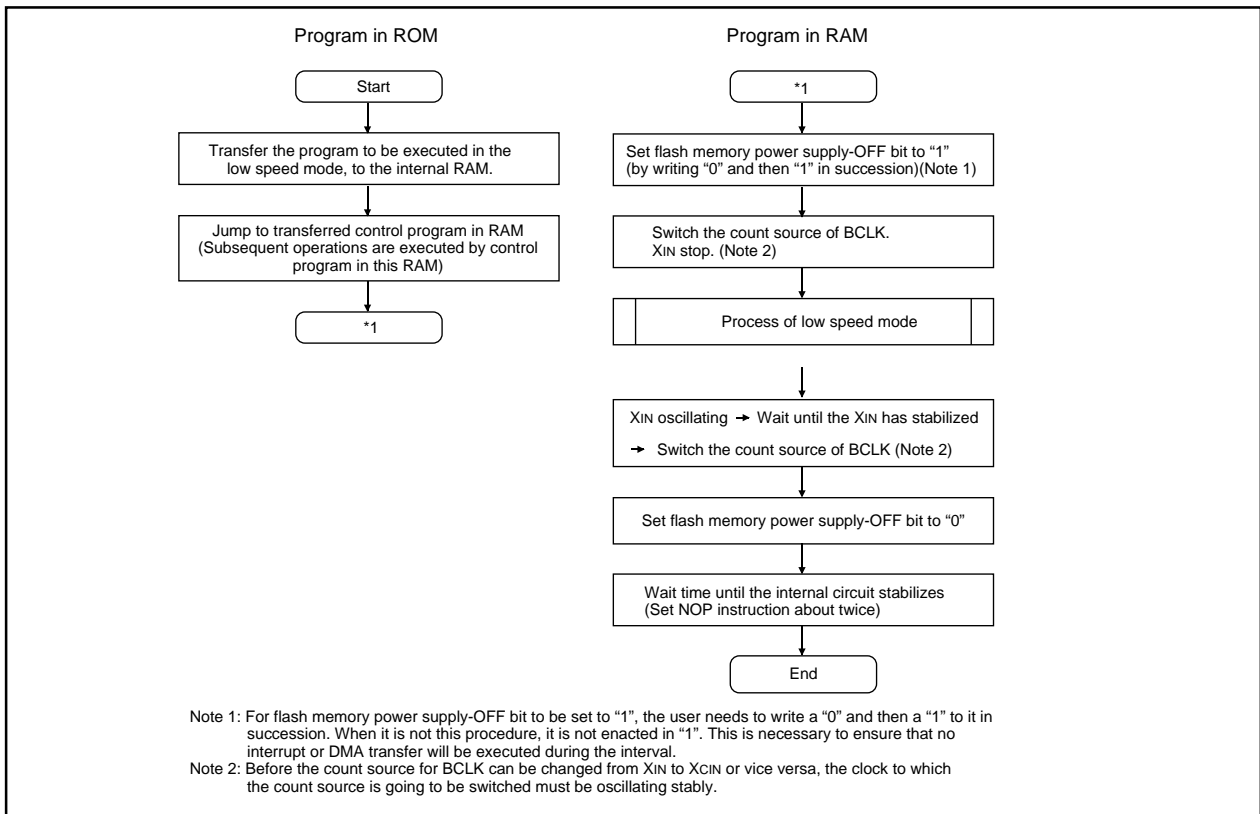 Program in ROM
Start
Transfer the program to be executed in the
low speed mode, to the internal RAM.
Jump to transferred control program in RAM
(Subsequent operations are executed by control
program in this RAM)
*1
Program in RAM
*1
Set flash memory power supply-OFF bit to “1”
(by writing “0” and then “1” in succession)(Note 1)
Switch the count source of BCLK.
XIN stop. (Note 2)
Process of low speed mode
XIN oscillating → Wait until the XIN has stabilized
→ Switch the count source of BCLK (Note 2)
Set flash memory power supply-OFF bit to “0”
Wait time until the internal circuit stabilizes
(Set NOP instruction about twice)
End
Note 1: For flash memory power supply-OFF bit to be set to “1”, the user needs to write a “0” and then a “1” to it in
succession. When it is not this procedure, it is not enacted in “1”. This is necessary to ensure that no
interrupt or DMA transfer will be executed during the interval.
Note 2: Before the count source for BCLK can be changed from XIN to XCIN or vice versa, the clock to which
the count source is going to be switched must be oscillating stably.